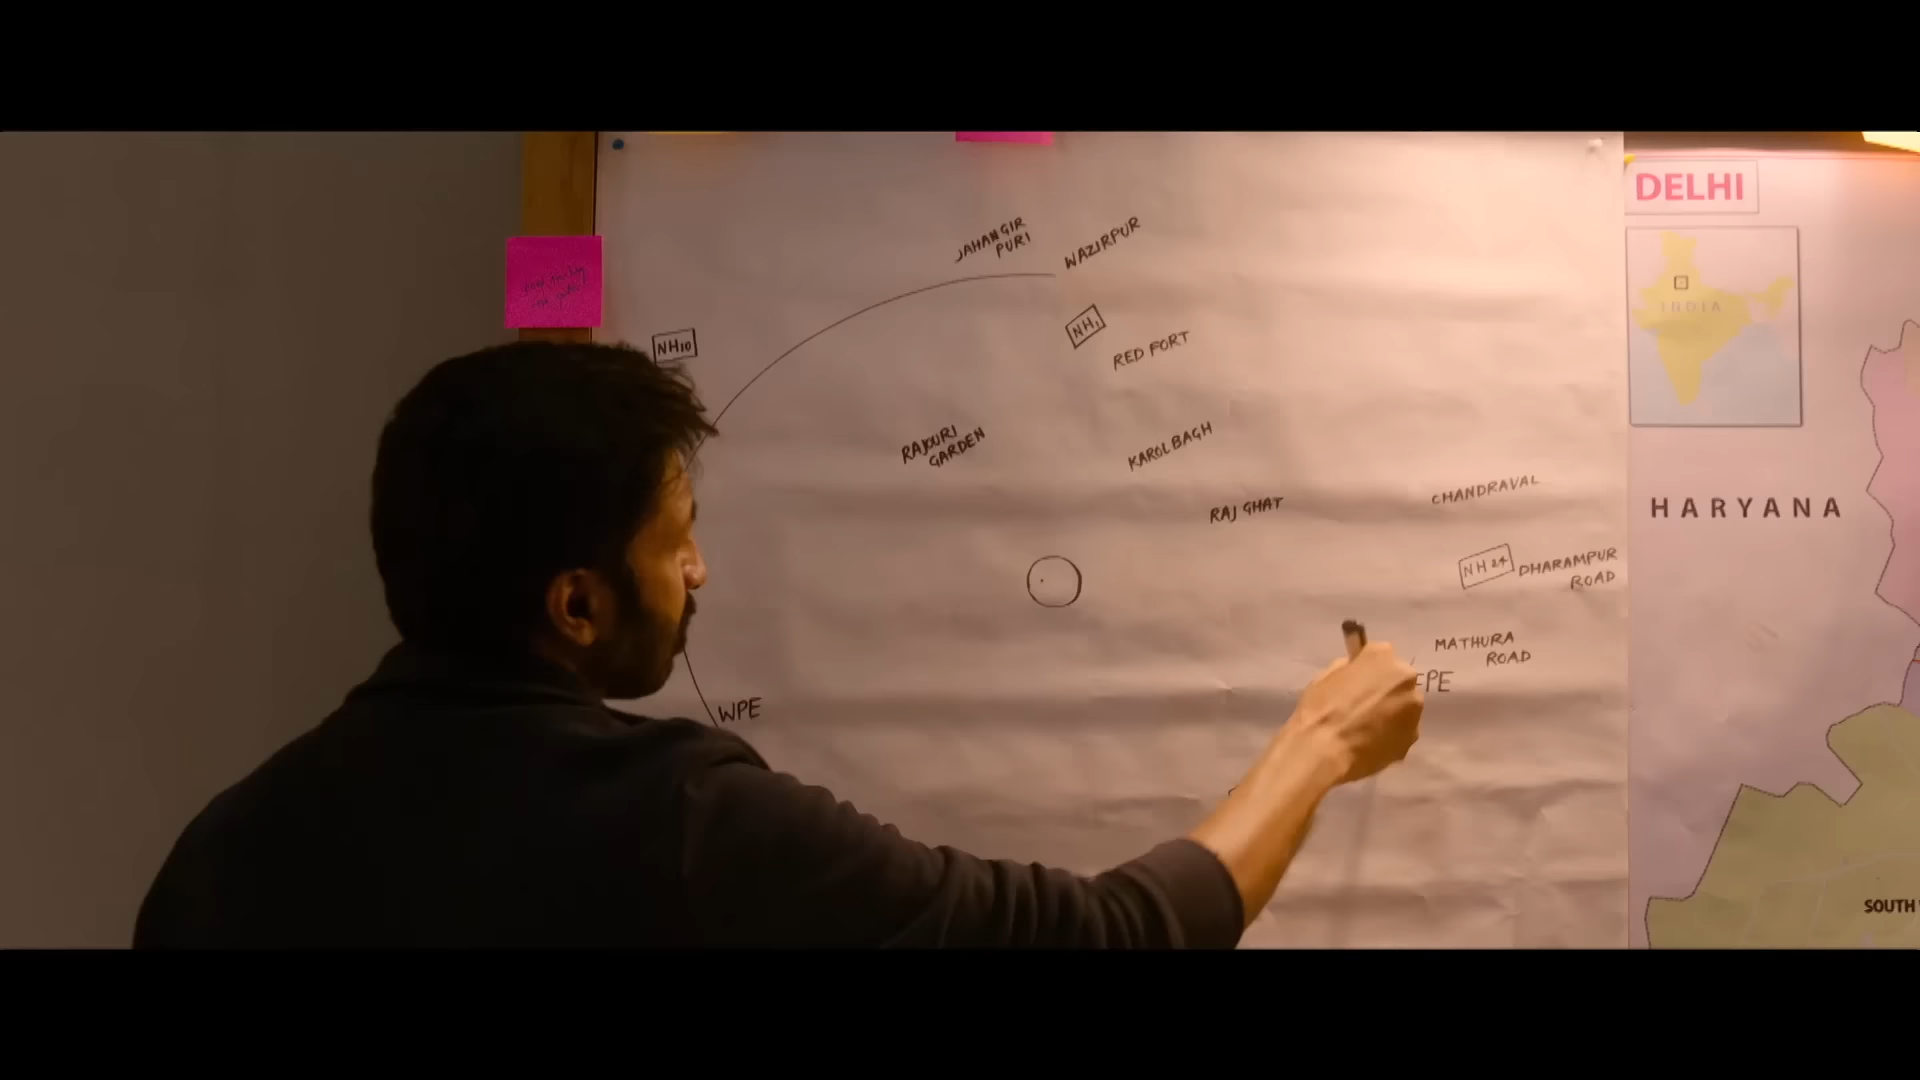 JAHANGIR
PURI
WAZIRPUR
DELHI
INDIA
NH10
NH1
RED FORT
RAJOURI
GARDEN
KAROL BAGH
RAJ GHAT
CHANDRAVAL
HARYANA
NH 24
DHARAMPUR
ROAD
MATHURA
ROAD
PE
WPE
SOUTH